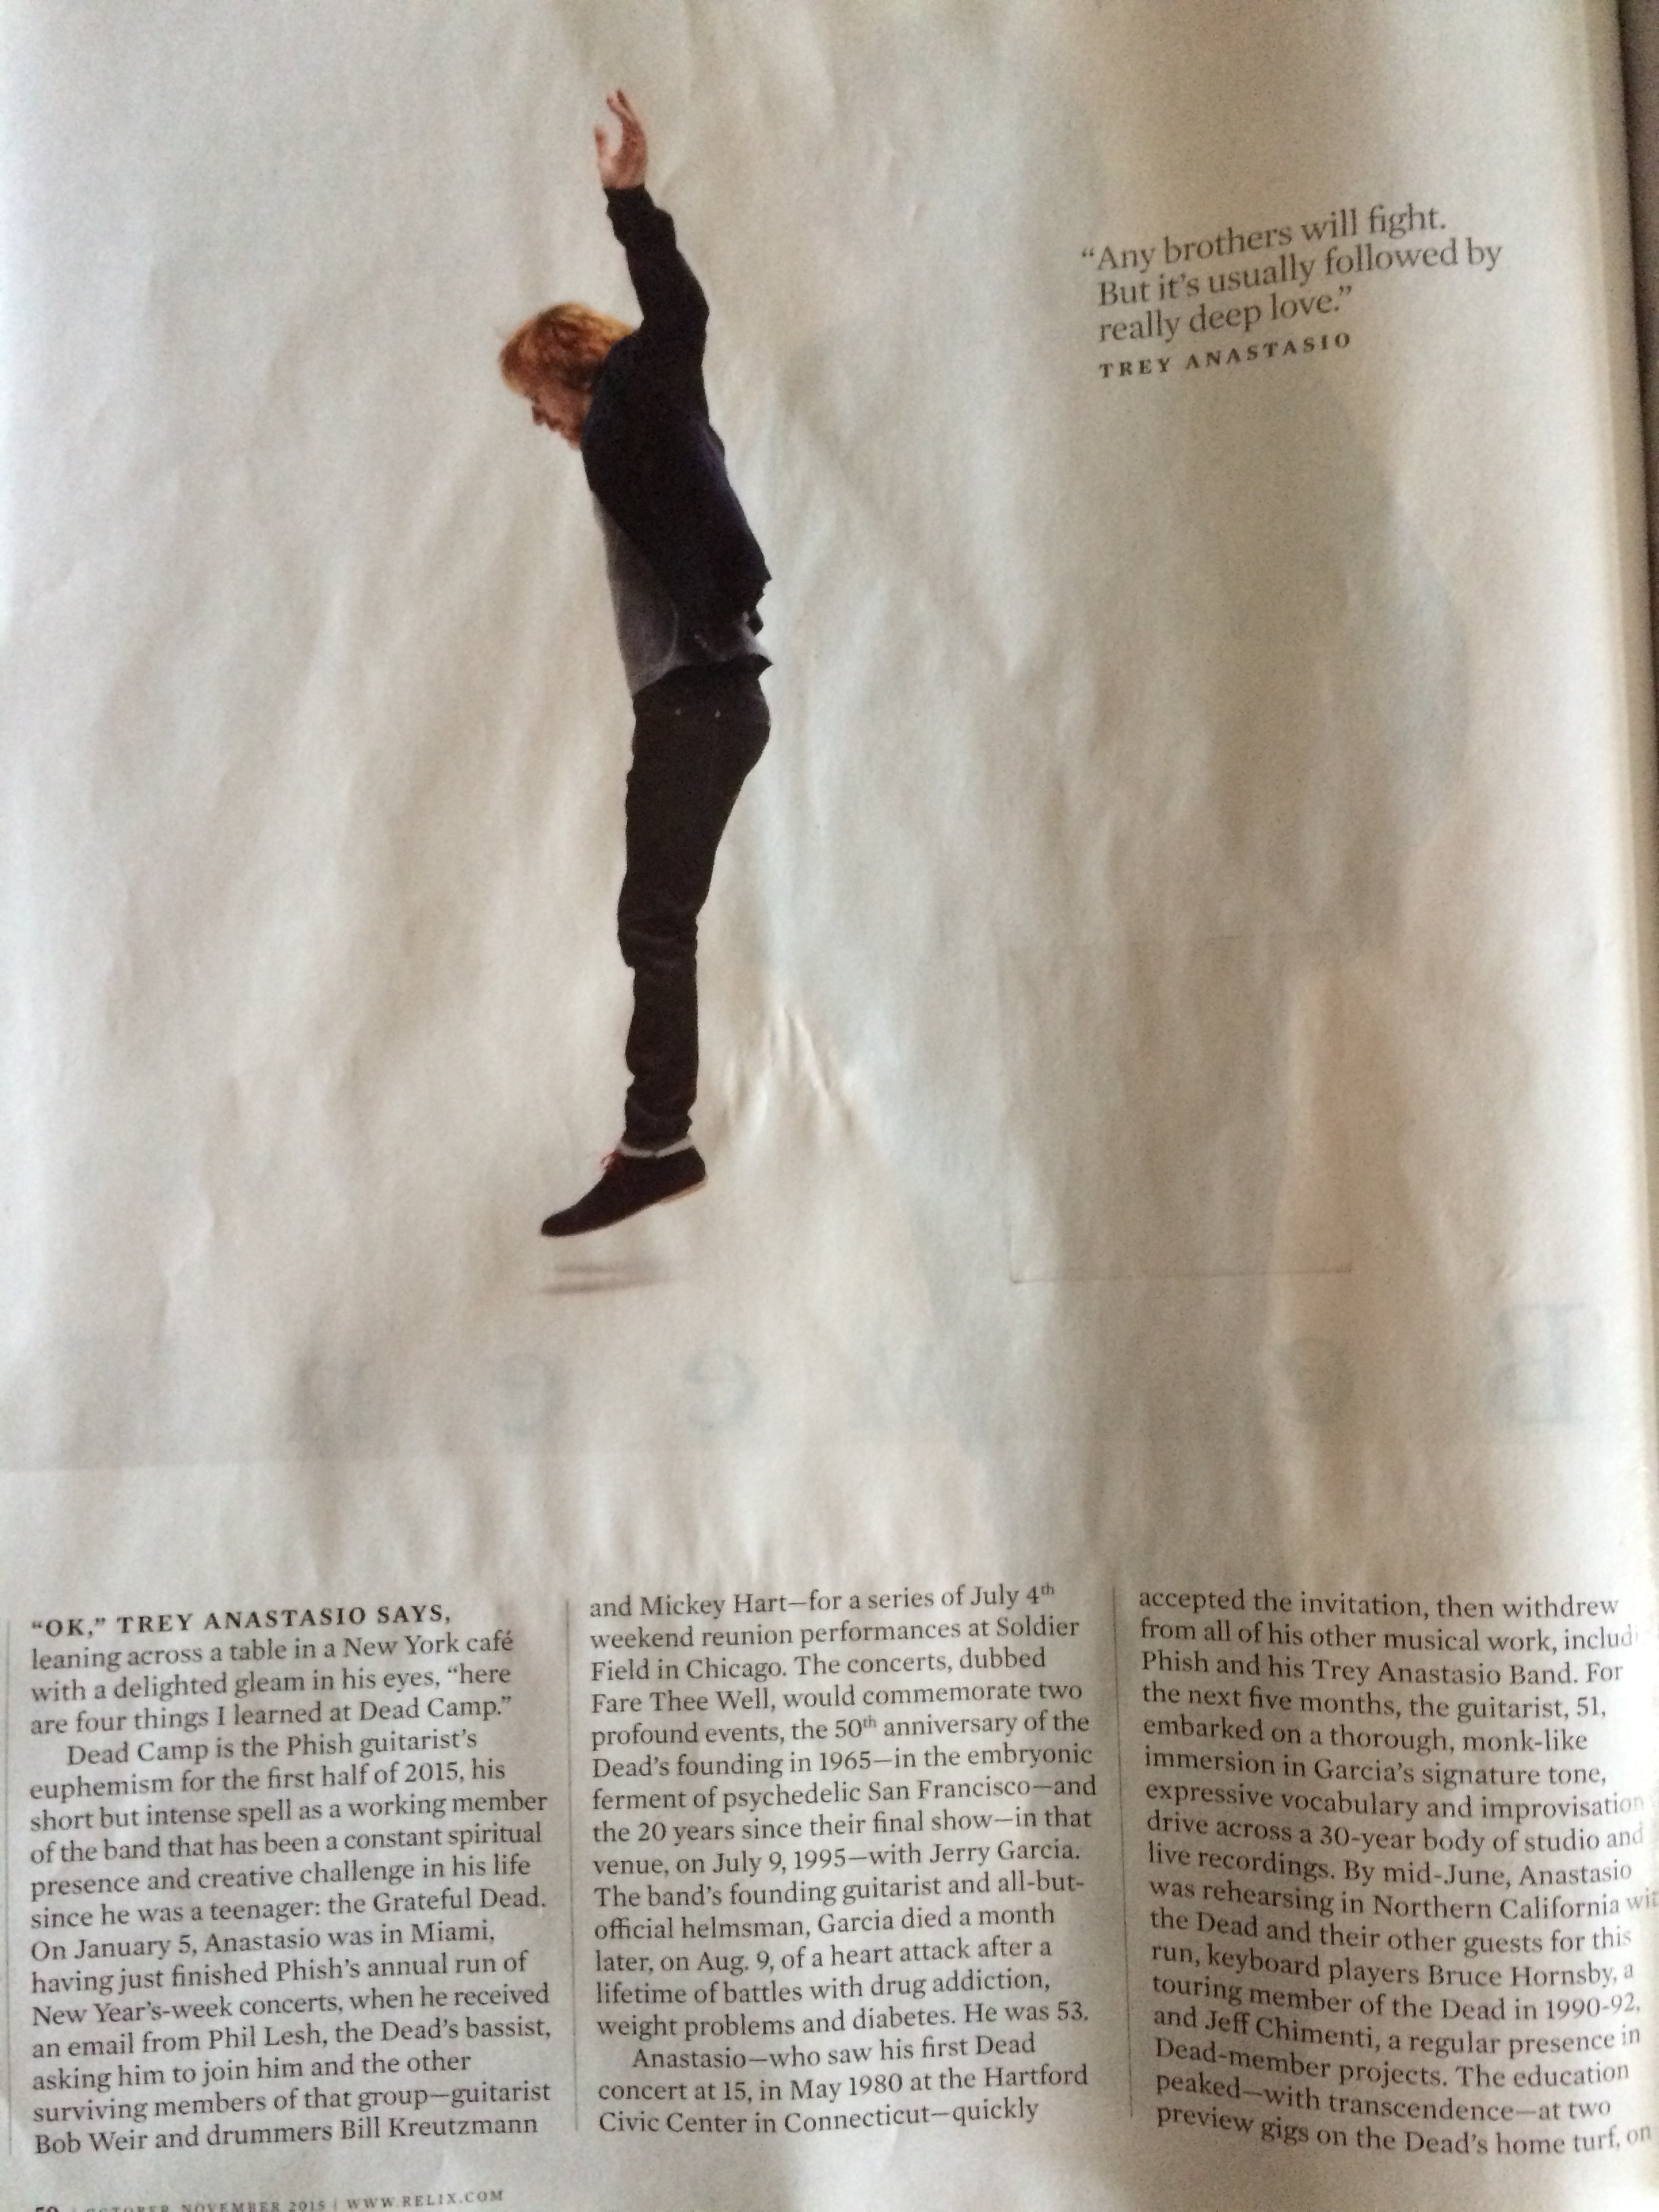 “Any brothers will fight.
But it’s usually followed by
really deep love.”
TREY ANASTASIO
“OK,” TREY ANASTASIO SAYS,
leaning across a table in a New York café
with a delighted gleam in his eyes, “here
are four things I learned at Dead Camp.”
Dead Camp is the Phish guitarist’s
euphemism for the first half of 2015, his
short but intense spell as a working member
of the band that has been a constant spiritual
presence and creative challenge in his life
since he was a teenager: the Grateful Dead.
On January 5, Anastasio was in Miami,
having just finished Phish’s annual run of
New Year’s-week concerts, when he received
an email from Phil Lesh, the Dead’s bassist,
asking him to join him and the other
surviving members of that group—guitarist
Bob Weir and drummers Bill Kreutzmann
and Mickey Hart—for a series of July 4th
weekend reunion performances at Soldier
Field in Chicago. The concerts, dubbed
Fare Thee Well, would commemorate two
profound events, the 50th anniversary of the
Dead’s founding in 1965—in the embryonic
ferment of psychedelic San Francisco—and
the 20 years since their final show—in that
venue, on July 9, 1995—with Jerry Garcia.
The band’s founding guitarist and all-but-
official helmsman, Garcia died a month
later, on Aug. 9, of a heart attack after a
lifetime of battles with drug addiction,
weight problems and diabetes. He was 53.
Anastasio—who saw his first Dead
concert at 15, in May 1980 at the Hartford
Civic Center in Connecticut—quickly
accepted the invitation, then withdrew
from all of his other musical work, includi
Phish and his Trey Anastasio Band. For
the next five months, the guitarist, 51,
embarked on a thorough, monk-like
immersion in Garcia’s signature tone,
expressive vocabulary and improvisation
drive across a 30-year body of studio and
live recordings. By mid-June, Anastasio
was rehearsing in Northern California wit
the Dead and their other guests for this
run, keyboard players Bruce Hornsby, a
touring member of the Dead in 1990-92,
and Jeff Chimenti, a regular presence in
Dead-member projects. The education
peaked—with transcendence—at two
preview gigs on the Dead’s home turf, on
OCTOBER_NOVEMBER 2015 | WWW.RELIX.COM